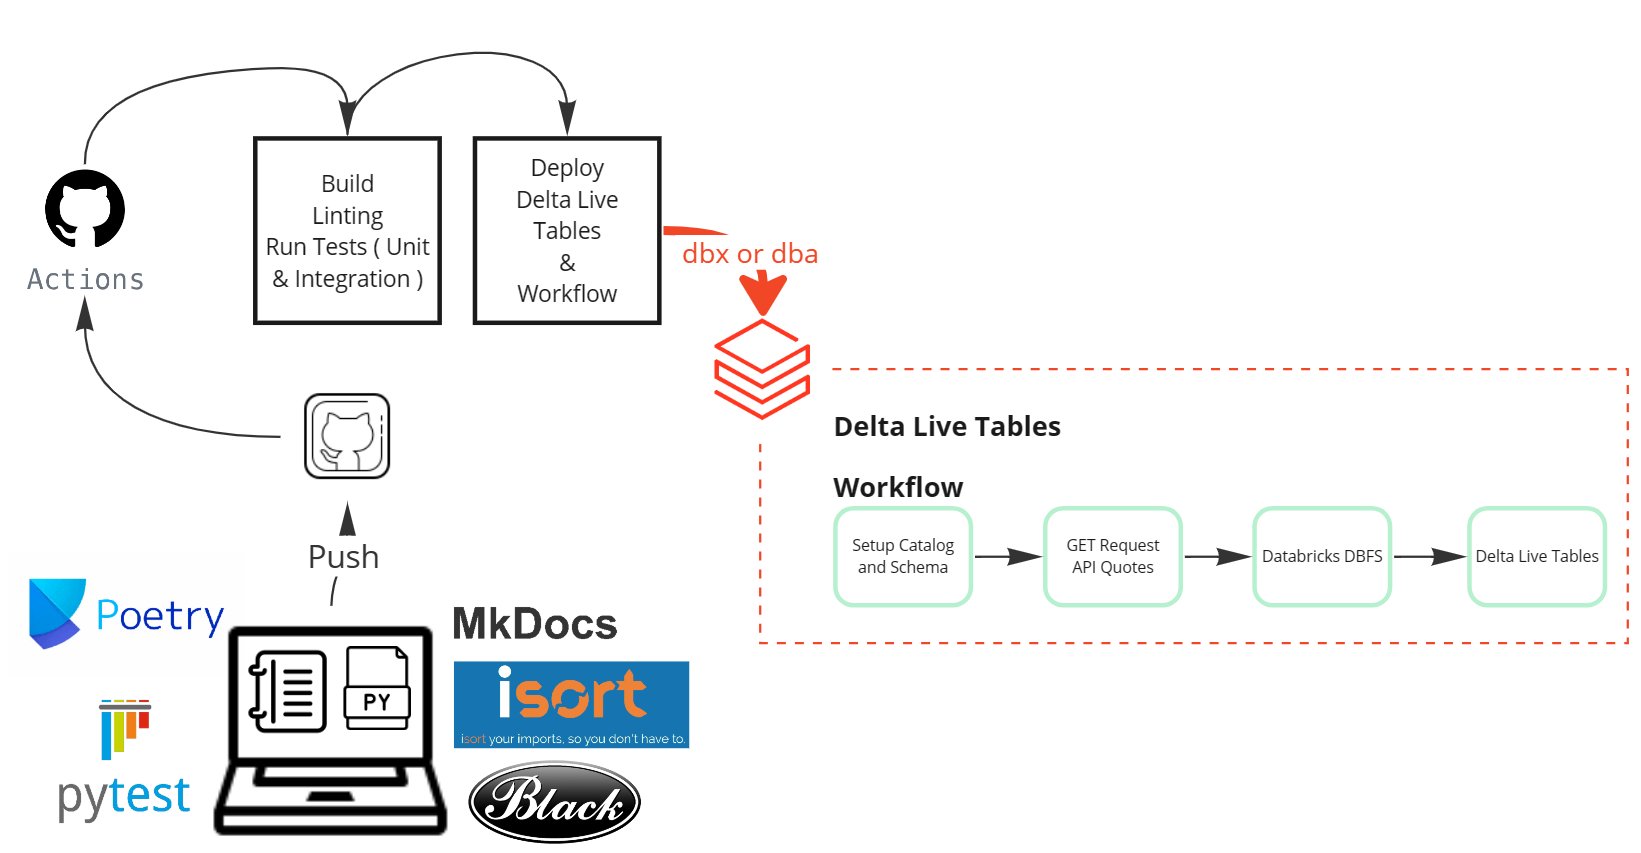 Build
Linting
Run Tests ( Unit
& Integration )
Deploy
Delta Live
Tables
&
Workflow
dbx or dba
Actions
Delta Live Tables
Workflow
Setup Catalog
and Schema
GET Request
API Quotes
Databricks DBFS
Delta Live Tables
Push
Poetry
MkDocs
PY
isort
isort your imports, so you don't have to.
pytest
Black